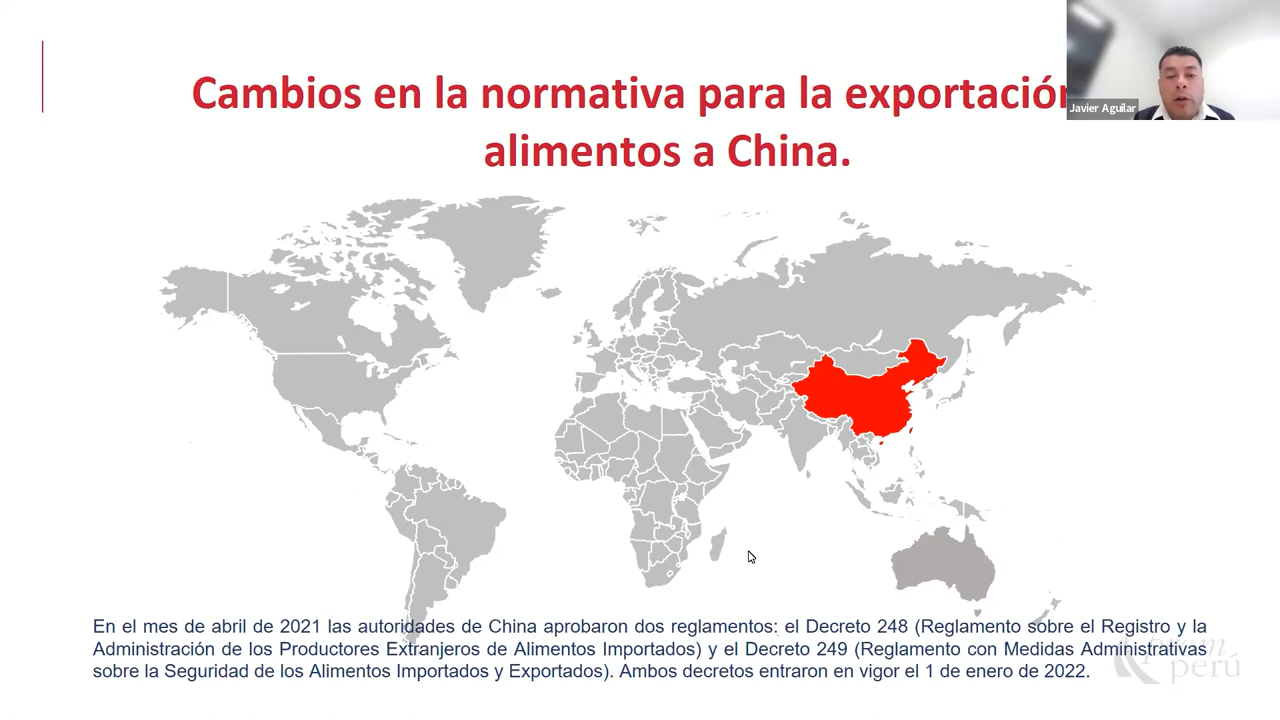 Cambios en la normativa para la exportación
alimentos a China.
Javier Aguilar
En el mes de abril de 2021 las autoridades de China aprobaron dos reglamentos: el Decreto 248 (Reglamento sobre el Registro y la
Administración de los Productores Extranjeros de Alimentos Importados) y el Decreto 249 (Reglamento con Medidas Administrativas
sobre la Seguridad de los Alimentos Importados y Exportados). Ambos decretos entraron en vigor el 1 de enero de 2022.
perú